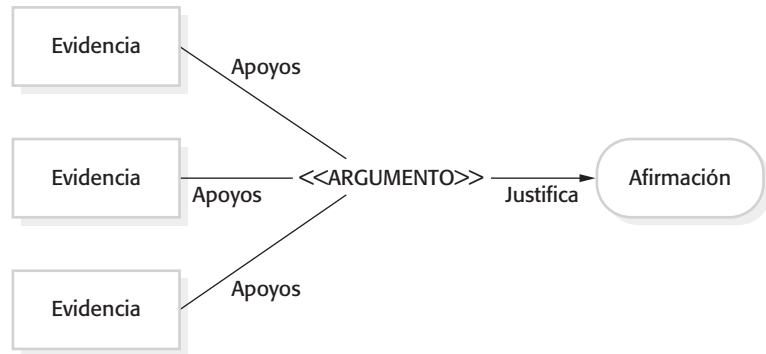 Evidencia
Apoyos
Evidencia
Apoyos
<<ARGUMENTO>>
Justifica
Afirmación
Evidencia
Apoyos